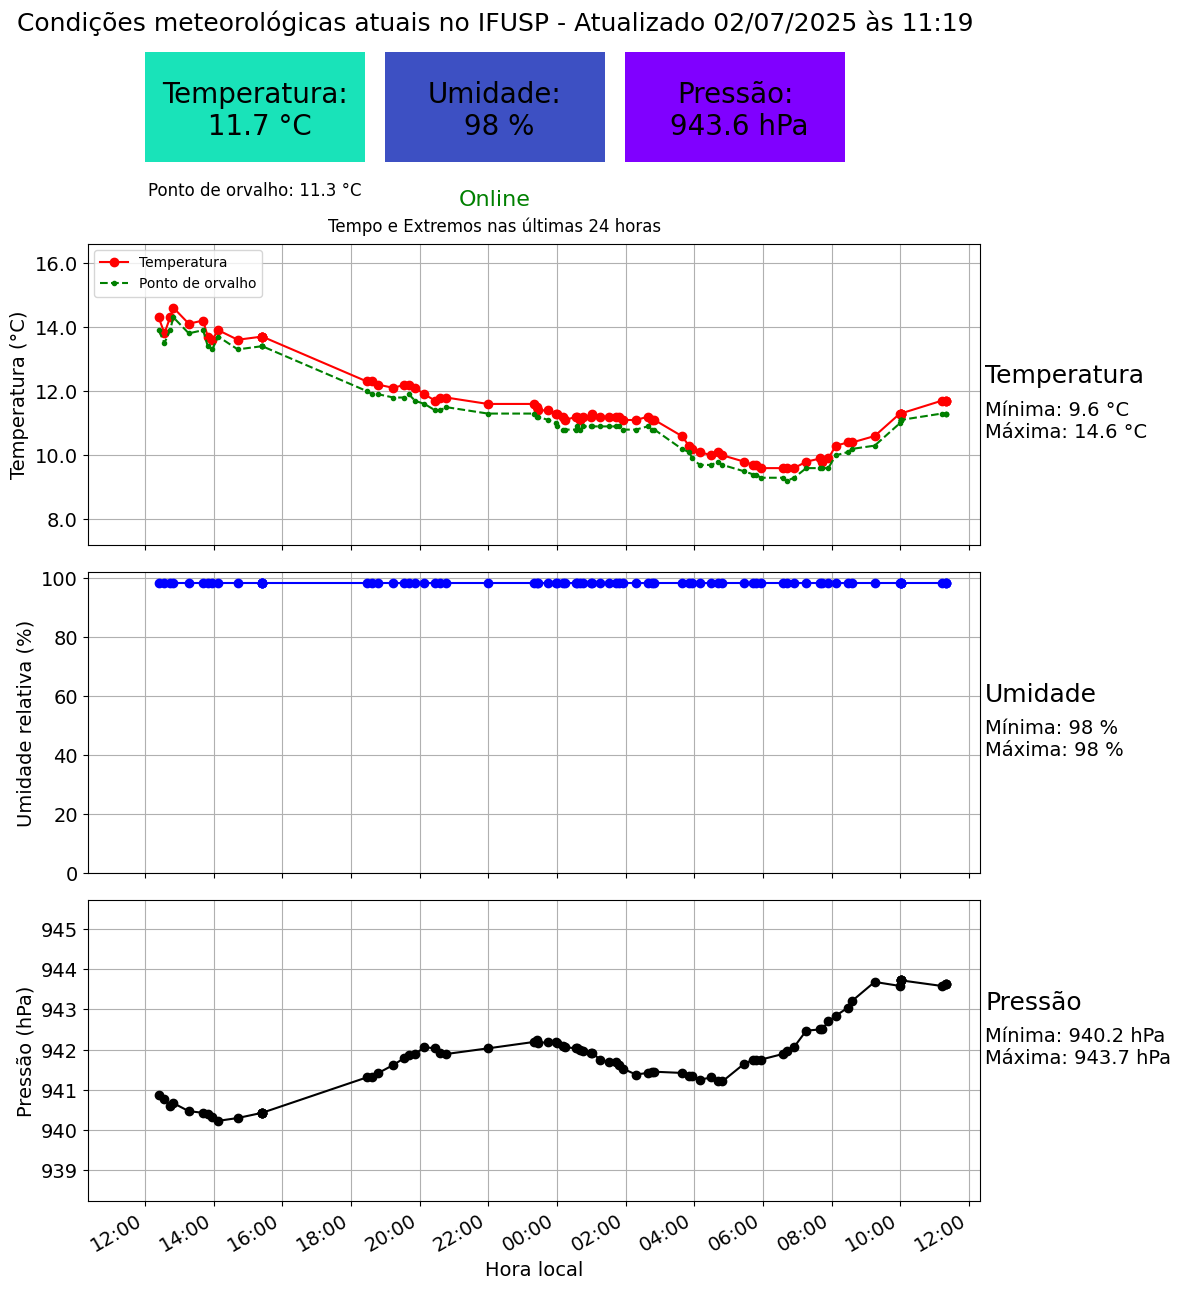 Condições meteorológicas atuais no IFUSP - Atualizado 02/07/2025 às 11:19
Temperatura:
11.7 °C
Umidade:
98 %
Pressão:
943.6 hPa
Ponto de orvalho: 11.3 °C
Online
Tempo e Extremos nas últimas 24 horas
Temperatura (°C)
16.0
14.0
12.0
10.0
8.0
Temperatura
Ponto de orvalho
Temperatura
Mínima: 9.6 °C
Máxima: 14.6 °C
Umidade relativa (%)
100
80
60
40
20
0
Umidade
Mínima: 98 %
Máxima: 98 %
Pressão (hPa)
945
944
943
942
941
940
939
Pressão
Mínima: 940.2 hPa
Máxima: 943.7 hPa
12:00
14:00
16:00
18:00
20:00
22:00
00:00
02:00
04:00
06:00
08:00
10:00
12:00
Hora local